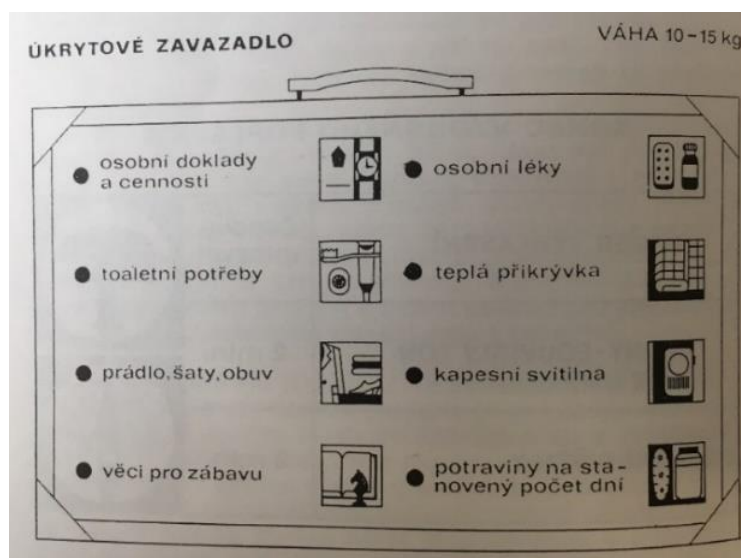 ÚKRYTOVÉ ZAVAZADLO
VÁHA 10-15 kg
osobní doklady
a cennosti
osobní léky
toaletní potřeby
teplá přikrývka
prádlo, šaty, obuv
kapesní svítilna
věci pro zábavu
potraviny na sta-
novený počet dní